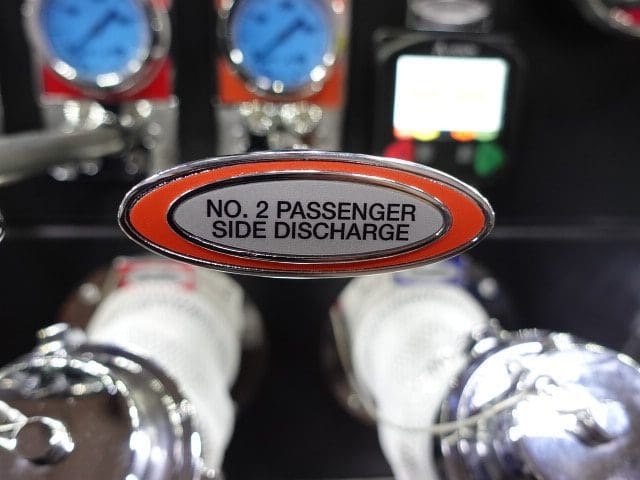 NO. 2 PASSENGER
SIDE DISCHARGE